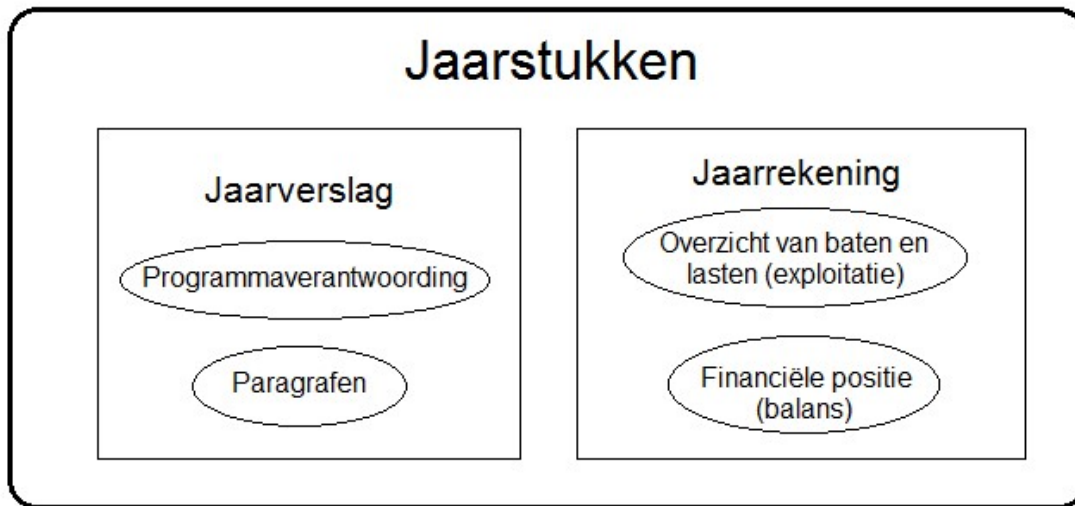 Jaarstukken
Jaarverslag
Programmaverantwoording
Paragrafen
Jaarrekening
Overzicht van baten en
lasten (exploitatie)
Financiële positie
(balans)